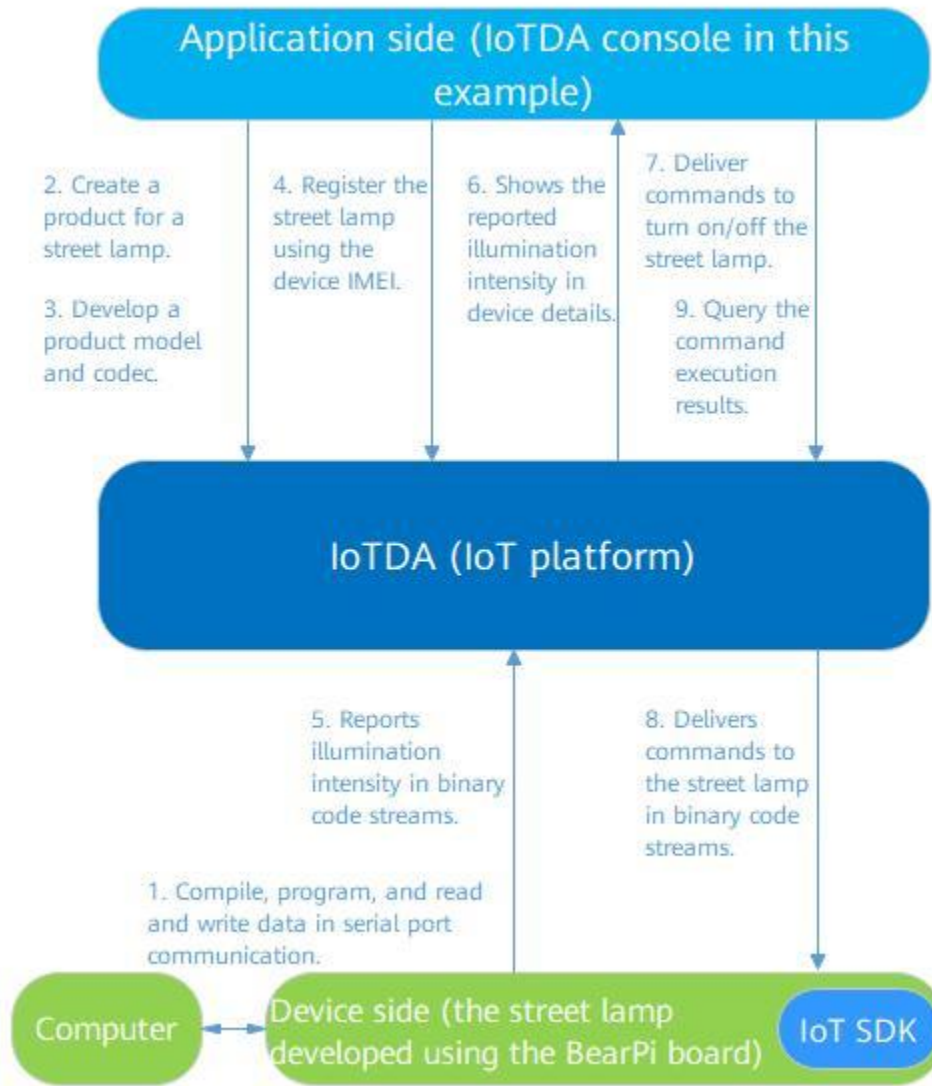 Application side (IoTDA console in this
example)
2. Create a
product for a
street lamp.
3. Develop a
product model
and codec.
4. Register the
street lamp
using the
device IMEI.
6. Shows the
reported
illumination
intensity in
device details.
7. Deliver
commands to
turn on/off the
street lamp.
9. Query the
command
execution
results.
IoTDA (IoT platform)
5. Reports
illumination
intensity in binary
code streams.
8. Delivers
commands to
the street lamp
in binary code
streams.
1. Compile, program, and read
and write data in serial port
communication.
Computer
Device side (the street lamp
developed using the BearPi board)
IoT SDK